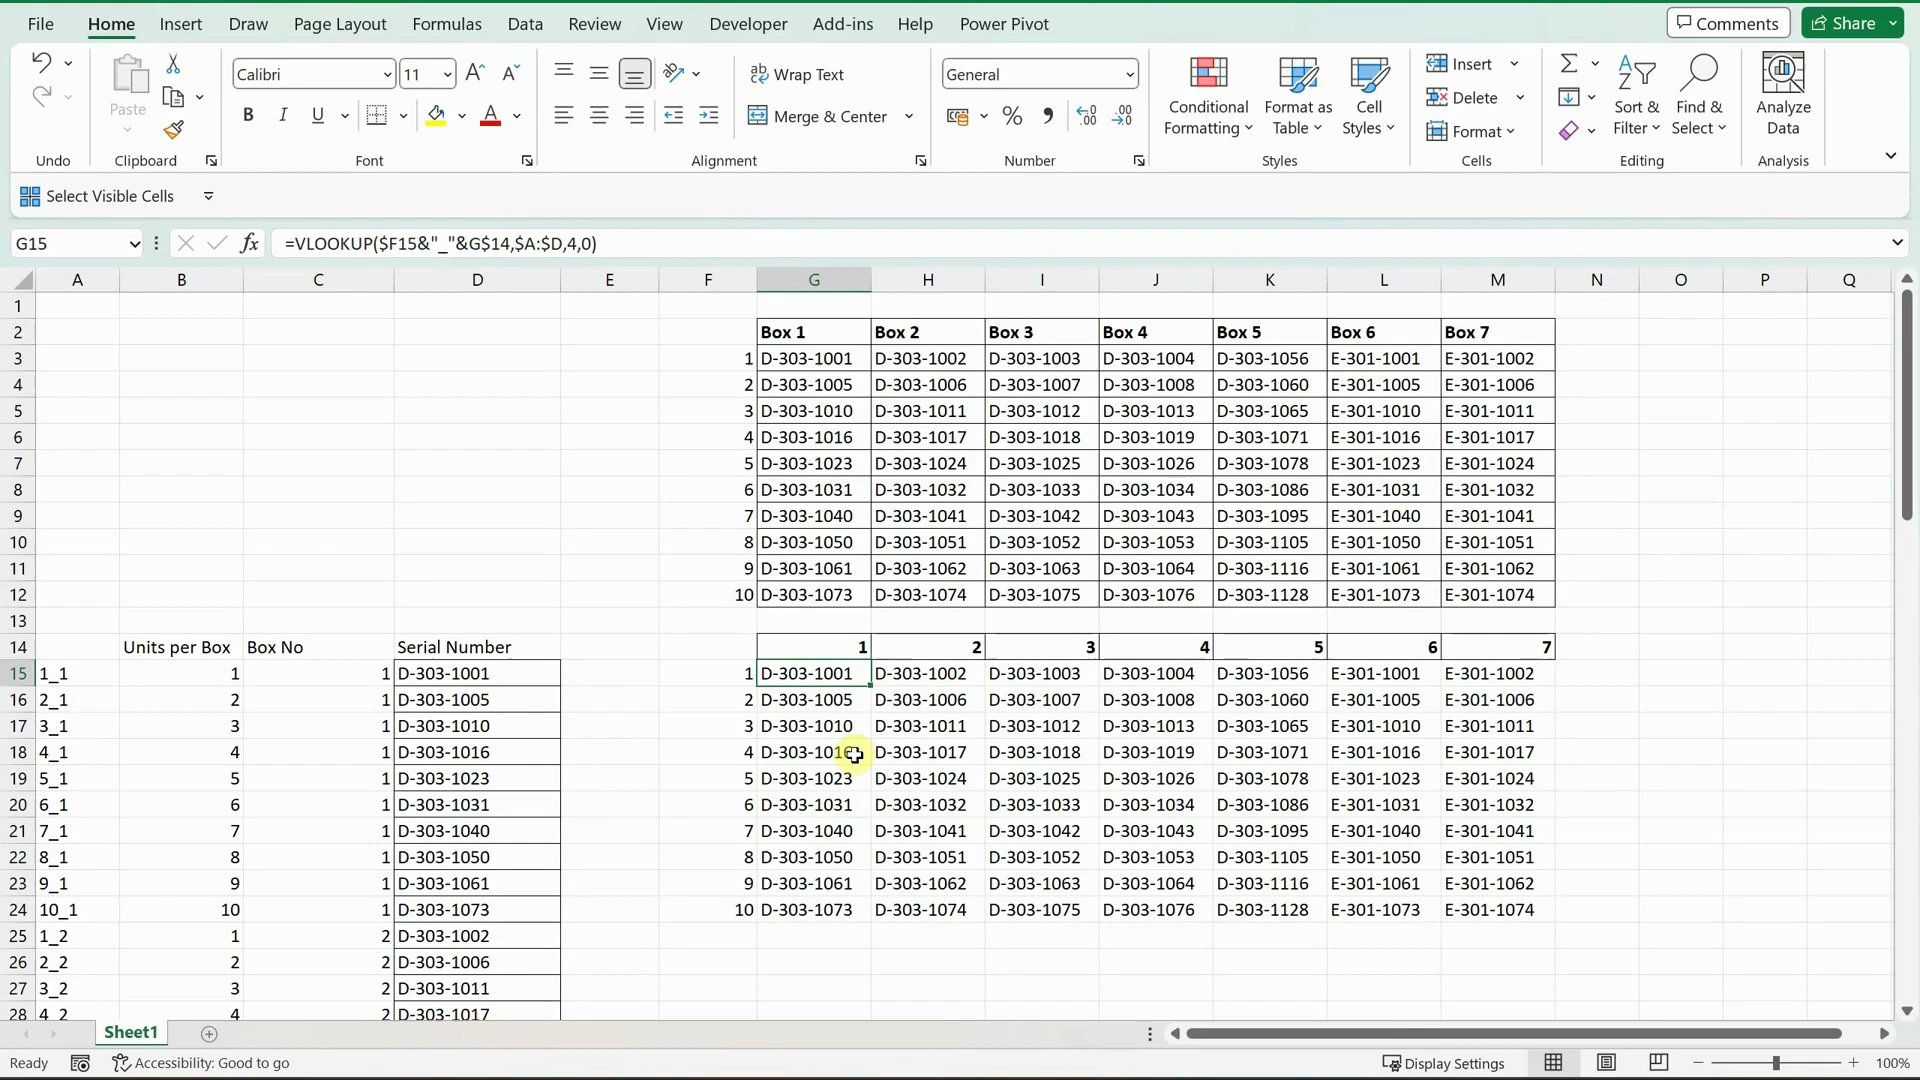 File Home Insert Draw Page Layout Formulas Data Review View Developer Add-ins Help Power Pivot Comments Share
Calibri 11 Wrap Text General Insert
Paste B I U Merge & Center % Conditional Formatting Format as Table Cell Styles Delete Sort & Filter Find & Select Analyze Data
Format
Undo Clipboard Font Alignment Number Styles Cells Editing Analysis
Select Visible Cells
G15 fx =VLOOKUP($F15&"_"&G$14,$A:$D,4,0)
A B C D E F G H I J K L M N O P Q
1
2 Box 1 Box 2 Box 3 Box 4 Box 5 Box 6 Box 7
3 1 D-303-1001 D-303-1002 D-303-1003 D-303-1004 D-303-1056 E-301-1001 E-301-1002
4 2 D-303-1005 D-303-1006 D-303-1007 D-303-1008 D-303-1060 E-301-1005 E-301-1006
5 3 D-303-1010 D-303-1011 D-303-1012 D-303-1013 D-303-1065 E-301-1010 E-301-1011
6 4 D-303-1016 D-303-1017 D-303-1018 D-303-1019 D-303-1071 E-301-1016 E-301-1017
7 5 D-303-1023 D-303-1024 D-303-1025 D-303-1026 D-303-1078 E-301-1023 E-301-1024
8 6 D-303-1031 D-303-1032 D-303-1033 D-303-1034 D-303-1086 E-301-1031 E-301-1032
9 7 D-303-1040 D-303-1041 D-303-1042 D-303-1043 D-303-1095 E-301-1040 E-301-1041
10 8 D-303-1050 D-303-1051 D-303-1052 D-303-1053 D-303-1105 E-301-1050 E-301-1051
11 9 D-303-1061 D-303-1062 D-303-1063 D-303-1064 D-303-1116 E-301-1061 E-301-1062
12 10 D-303-1073 D-303-1074 D-303-1075 D-303-1076 D-303-1128 E-301-1073 E-301-1074
13
14 Units per Box Box No Serial Number 1 2 3 4 5 6 7
15 1_1 1 1 D-303-1001 1 D-303-1001 D-303-1002 D-303-1003 D-303-1004 D-303-1056 E-301-1001 E-301-1002
16 2_1 2 1 D-303-1005 2 D-303-1005 D-303-1006 D-303-1007 D-303-1008 D-303-1060 E-301-1005 E-301-1006
17 3_1 3 1 D-303-1010 3 D-303-1010 D-303-1011 D-303-1012 D-303-1013 D-303-1065 E-301-1010 E-301-1011
18 4_1 4 1 D-303-1016 4 D-303-1016 D-303-1017 D-303-1018 D-303-1019 D-303-1071 E-301-1016 E-301-1017
19 5_1 5 1 D-303-1023 5 D-303-1023 D-303-1024 D-303-1025 D-303-1026 D-303-1078 E-301-1023 E-301-1024
20 6_1 6 1 D-303-1031 6 D-303-1031 D-303-1032 D-303-1033 D-303-1034 D-303-1086 E-301-1031 E-301-1032
21 7_1 7 1 D-303-1040 7 D-303-1040 D-303-1041 D-303-1042 D-303-1043 D-303-1095 E-301-1040 E-301-1041
22 8_1 8 1 D-303-1050 8 D-303-1050 D-303-1051 D-303-1052 D-303-1053 D-303-1105 E-301-1050 E-301-1051
23 9_1 9 1 D-303-1061 9 D-303-1061 D-303-1062 D-303-1063 D-303-1064 D-303-1116 E-301-1061 E-301-1062
24 10_1 10 1 D-303-1073 10 D-303-1073 D-303-1074 D-303-1075 D-303-1076 D-303-1128 E-301-1073 E-301-1074
25 1_2 1 2 D-303-1002
26 2_2 2 2 D-303-1006
27 3_2 3 2 D-303-1011
28 4_2 4 2 D-303-1017
Sheet1
Ready Accessibility: Good to go Display Settings 100%